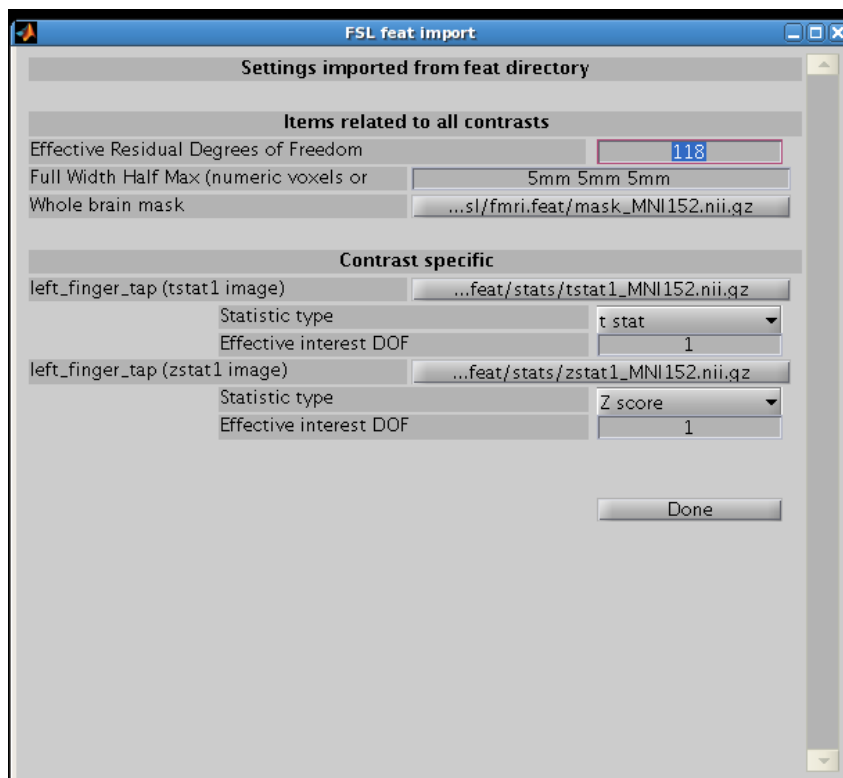 FSL feat import
Settings imported from feat directory
Items related to all contrasts
Effective Residual Degrees of Freedom 118
Full Width Half Max (numeric voxels or 5mm 5mm 5mm
Whole brain mask ...sl/fmri.feat/mask_MNI152.nii.gz
Contrast specific
left_finger_tap (tstat1 image) ...feat/stats/tstat1_MNI152.nii.gz
Statistic type t stat
Effective interest DOF 1
left_finger_tap (zstat1 image) ...feat/stats/zstat1_MNI152.nii.gz
Statistic type Z score
Effective interest DOF 1
Done